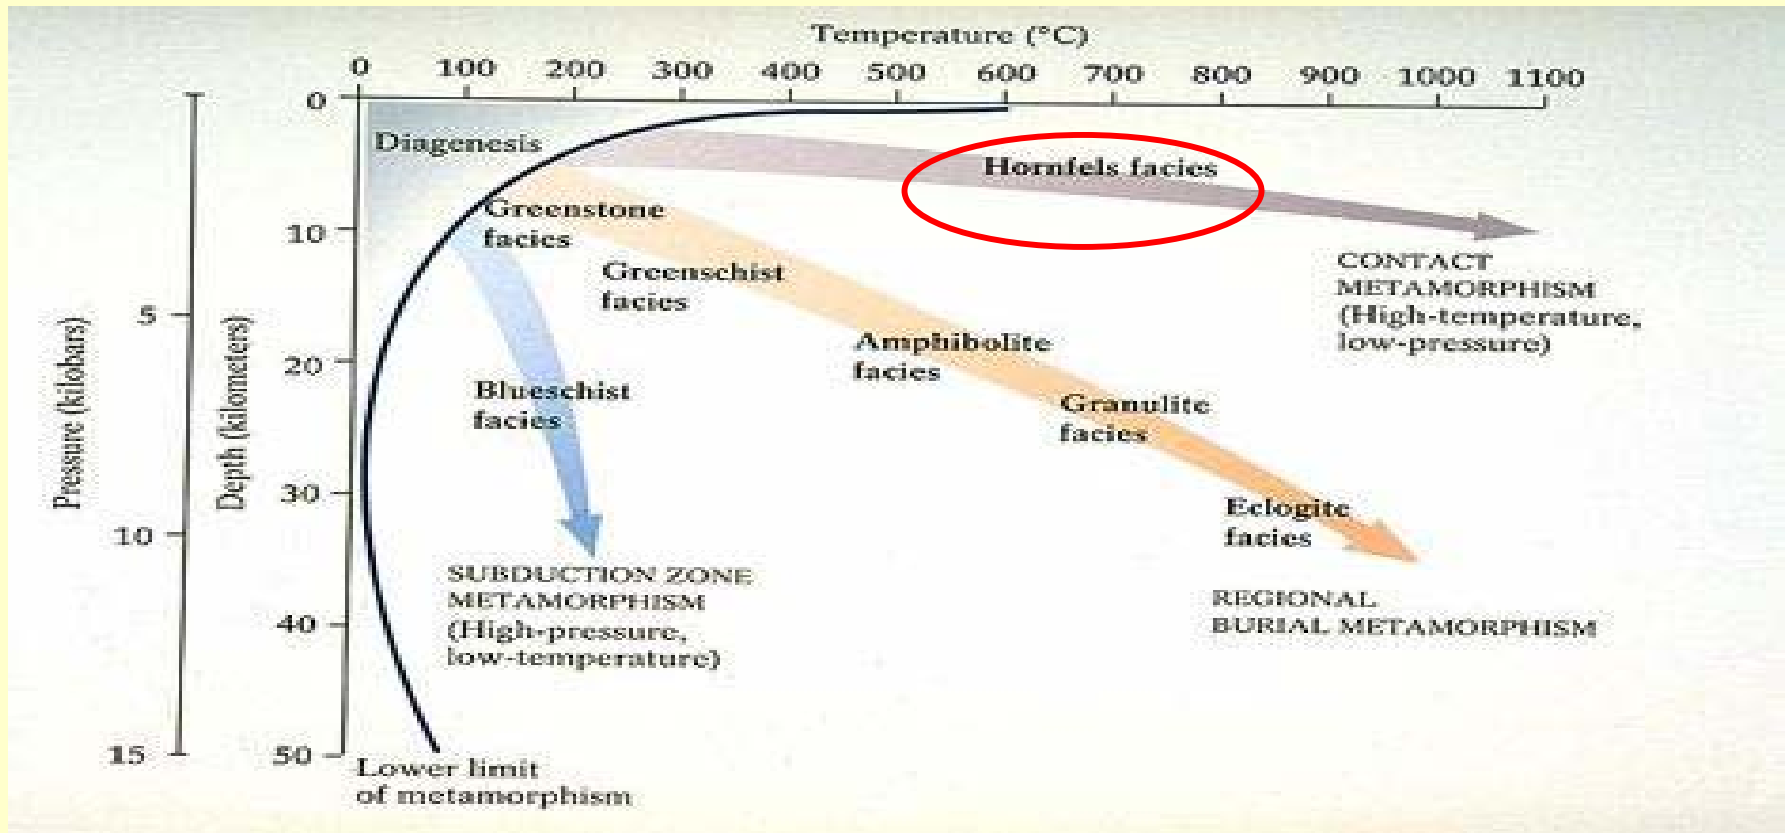 Temperature (°C)
0 100 200 300 400 500 600 700 800 900 1000 1100
0
Diagenesis
Hornfels facies
Greenstone
facies
10
Greenschist
facies
CONTACT
METAMORPHISM
(High-temperature,
low-pressure)
5
Amphibolite
facies
20
Blueschist
facies
Granulite
facies
Pressure (kilobars)
Depth (kilometers)
30
Eclogite
facies
10
SUBDUCTION ZONE
METAMORPHISM
(High-pressure,
low-temperature)
REGIONAL
BURIAL METAMORPHISM
40
15
50
Lower limit
of metamorphism